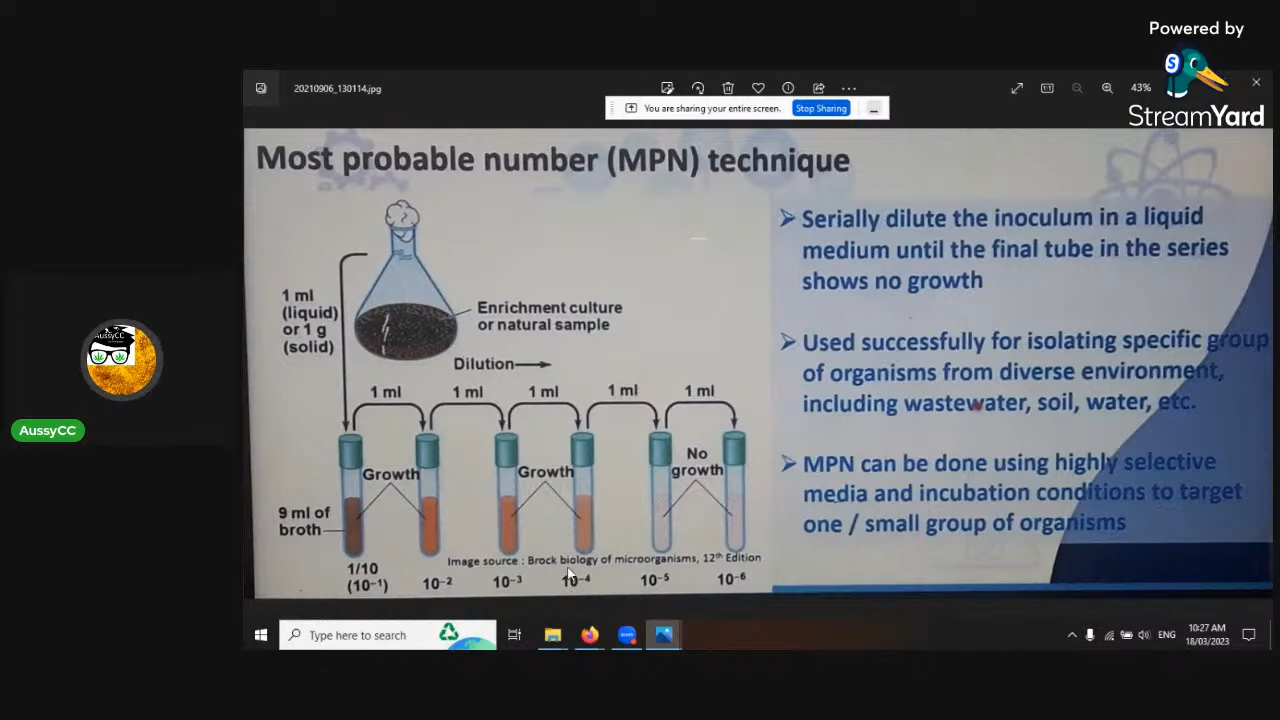 Powered by
StreamYard
20210906_130114.jpg
43%
You are sharing your entire screen.
Stop Sharing
Most probable number (MPN) technique
1 ml
(liquid)
or 1 g
(solid)
Enrichment culture
or natural sample
Dilution
1 ml
1 ml
1 ml
1 ml
1 ml
Growth
Growth
No
growth
9 ml of
broth
Image source : Brock biology of microorganisms, 12th Edition
1/10
(10⁻¹)
10⁻²
10⁻³
10⁻⁴
10⁻⁵
10⁻⁶
➢ Serially dilute the inoculum in a liquid
medium until the final tube in the series
shows no growth
➢ Used successfully for isolating specific group
of organisms from diverse environment,
including wastewater, soil, water, etc.
➢ MPN can be done using highly selective
media and incubation conditions to target
one / small group of organisms
AussyCC
AussyCC
Type here to search
ENG
10:27 AM
18/03/2023